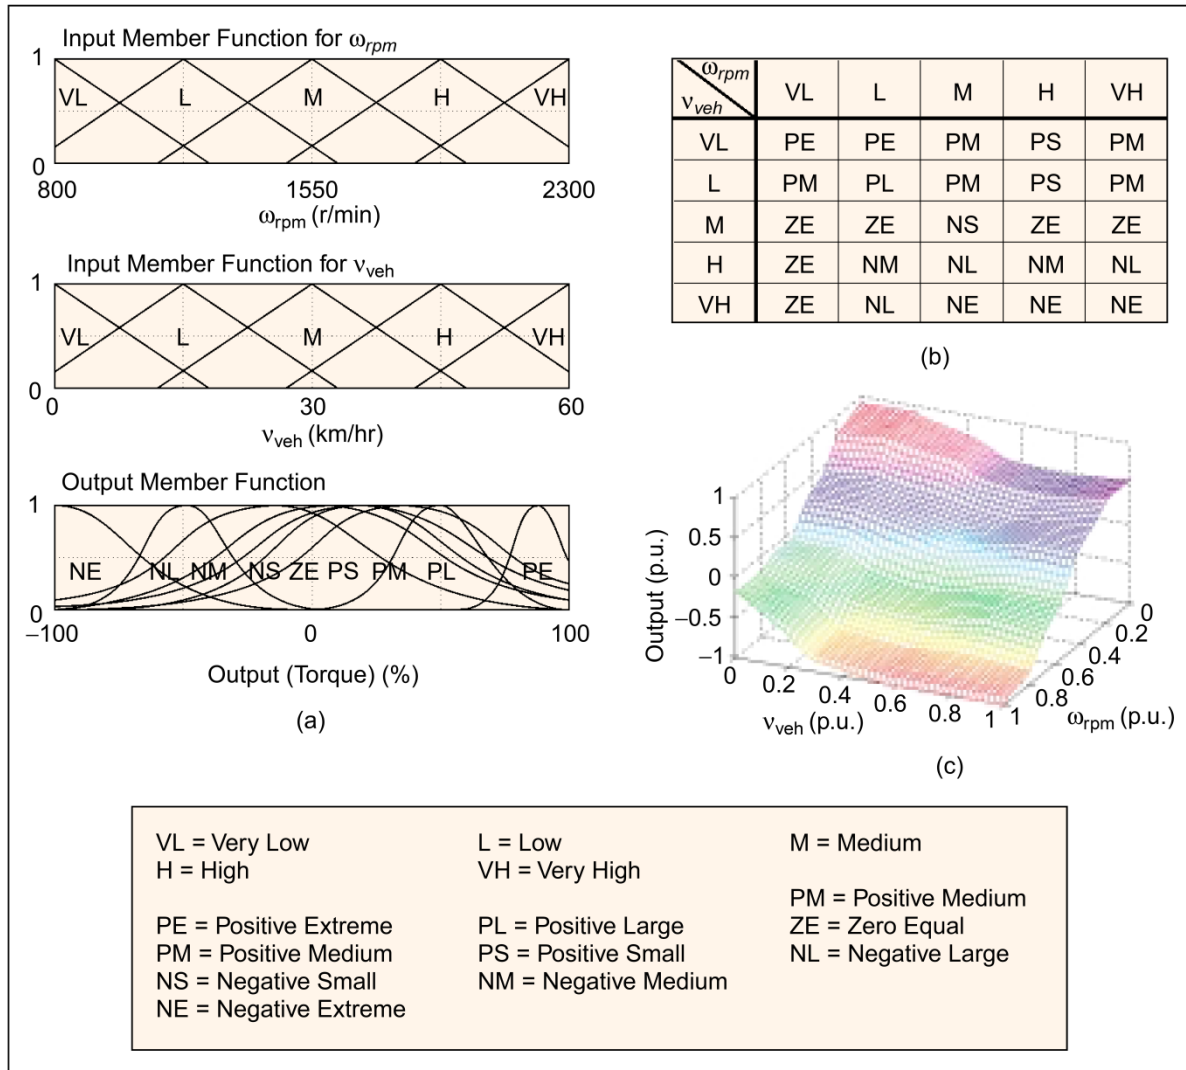 Input Member Function for ωrpm
1
VL L M H VH
0
800 1550 2300
ωrpm (r/min)
Input Member Function for νveh
1
VL L M H VH
0
0 30 60
νveh (km/hr)
Output Member Function
1
NE NL NM NS ZE PS PM PL PE
0
−100 0 100
Output (Torque) (%)
(a)
ωrpm
νveh VL L M H VH
VL PE PE PM PS PM
L PM PL PM PS PM
M ZE ZE NS ZE ZE
H ZE NM NL NM NL
VH ZE NL NE NE NE
(b)
Output (p.u.)
1
0.5
0
−0.5
−1
0 0.2 0.4 0.6 0.8 1
νveh (p.u.)
1 0.8 0.6 0.4 0.2 0
ωrpm (p.u.)
(c)
VL = Very Low L = Low M = Medium
H = High VH = Very High
PM = Positive Medium
PE = Positive Extreme PL = Positive Large ZE = Zero Equal
PM = Positive Medium PS = Positive Small NL = Negative Large
NS = Negative Small NM = Negative Medium
NE = Negative Extreme